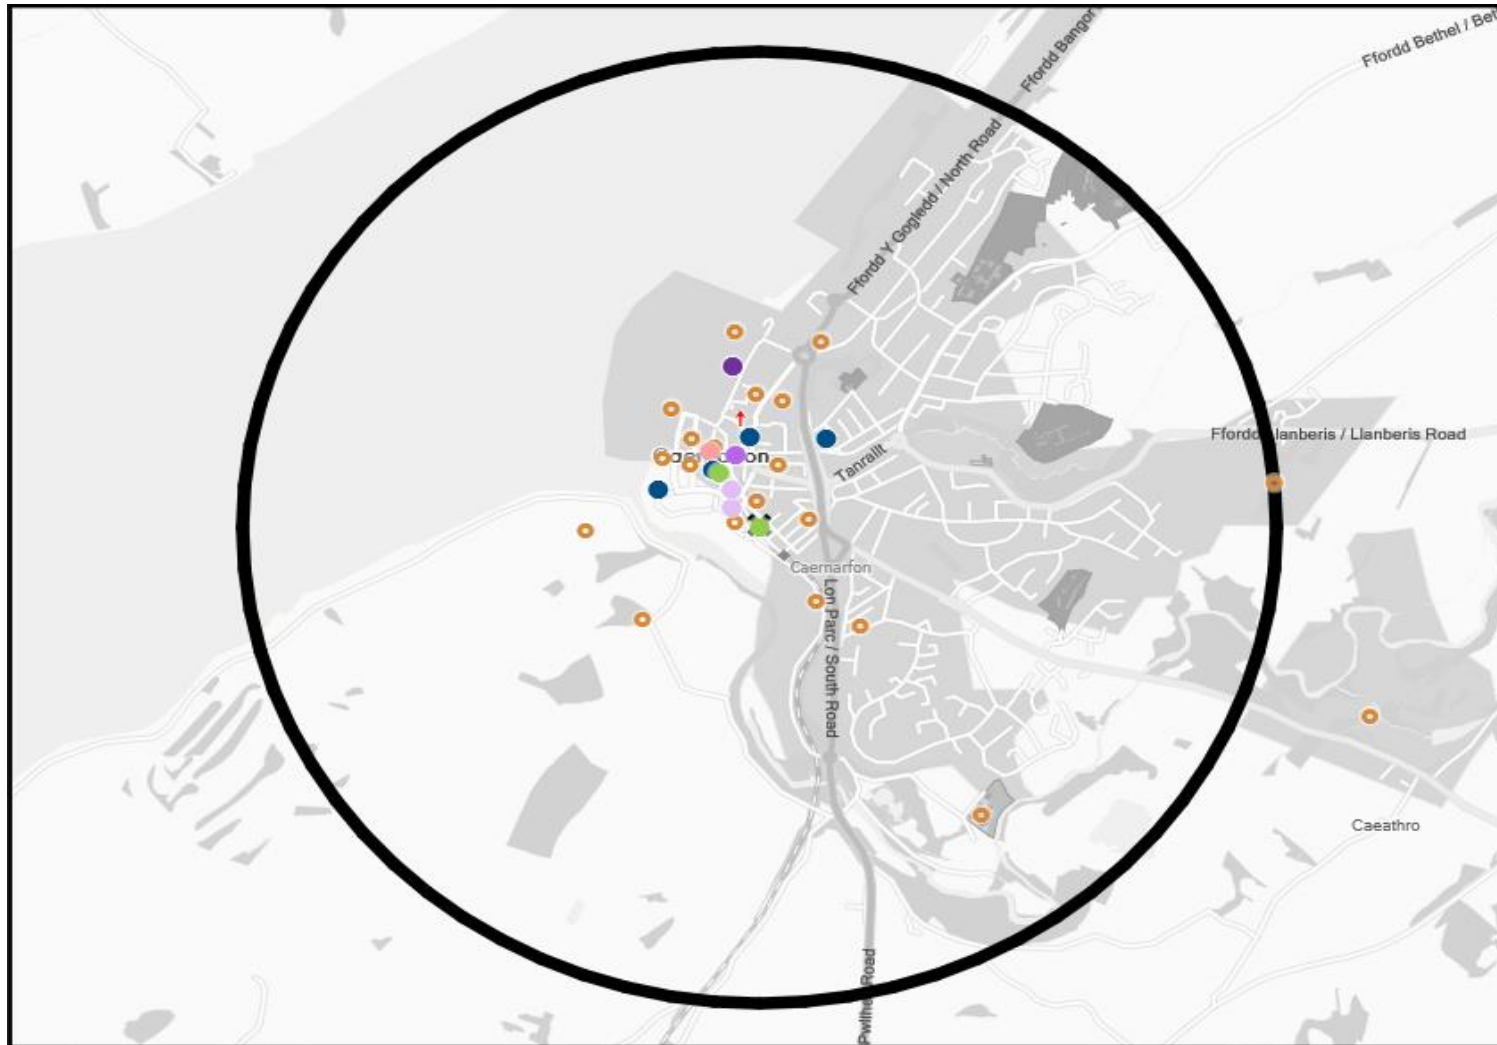 Ffordd Bangor
Ffordd Bethel / Bet
Ffordd Y Gogledd / North Road
Ffordd Llanberis / Llanberis Road
Tanrallt
Caernarfon
Caernarfon
Lon Parc / South Road
Caeathro
Pwllheli Road